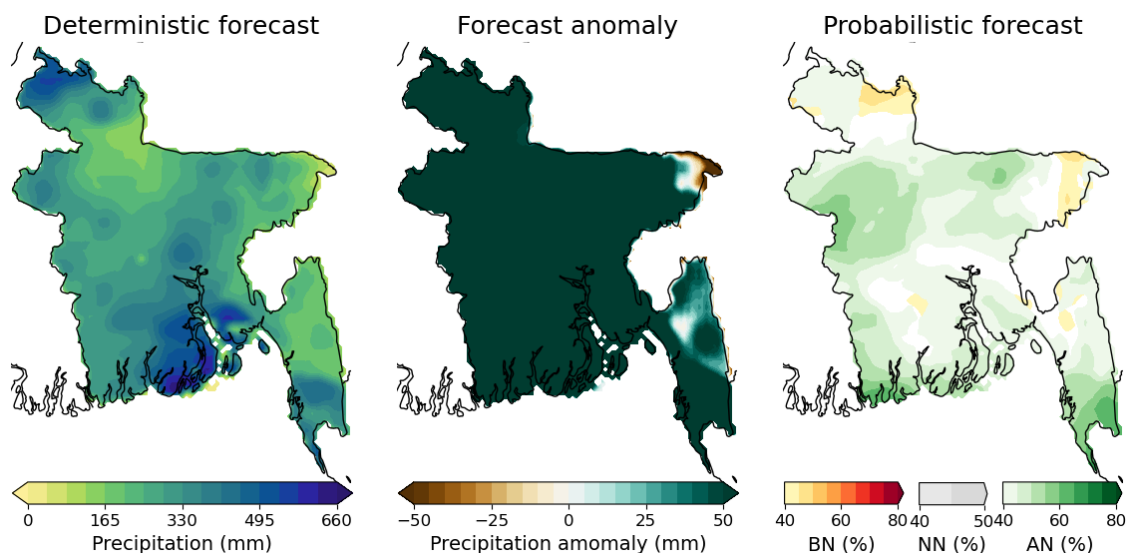 Deterministic forecast
Forecast anomaly
Probabilistic forecast
0 165 330 495 660
Precipitation (mm)
−50 −25 0 25 50
Precipitation amomaly (mm)
40 60 80
BN (%)
40 50
NN (%)
40 60 80
AN (%)